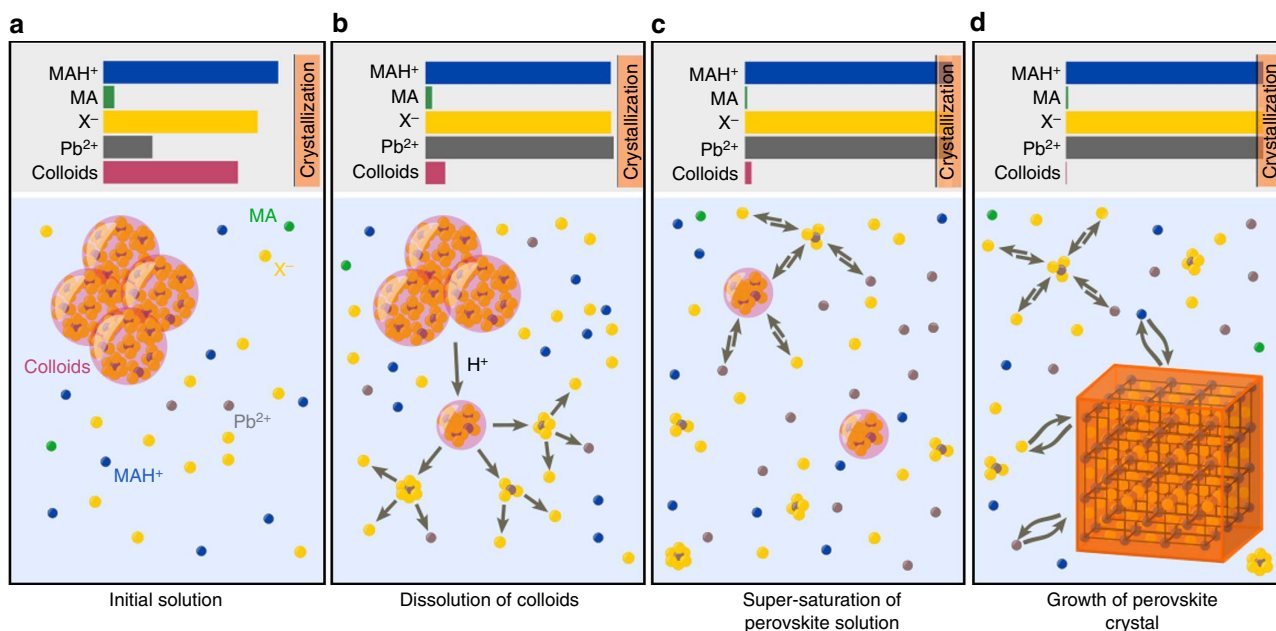 a
MAH⁺
MA
X⁻
Pb²⁺
Colloids
Crystallization
MA
X⁻
Colloids
Pb²⁺
MAH⁺
Initial solution
b
MAH⁺
MA
X⁻
Pb²⁺
Colloids
Crystallization
H⁺
Dissolution of colloids
c
MAH⁺
MA
X⁻
Pb²⁺
Colloids
Crystallization
Super-saturation of
perovskite solution
d
MAH⁺
MA
X⁻
Pb²⁺
Colloids
Crystallization
Growth of perovskite
crystal